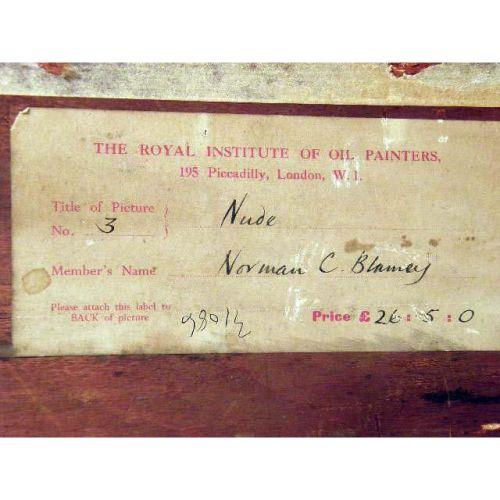 THE ROYAL INSTITUTE OF OIL PAINTERS,
195 Piccadilly, London, W.1.
Title of Picture } Nude
No. 3
Member's Name Norman C. Blamey
Please attach this label to
BACK of picture
Price £ 26 : 5 : 0